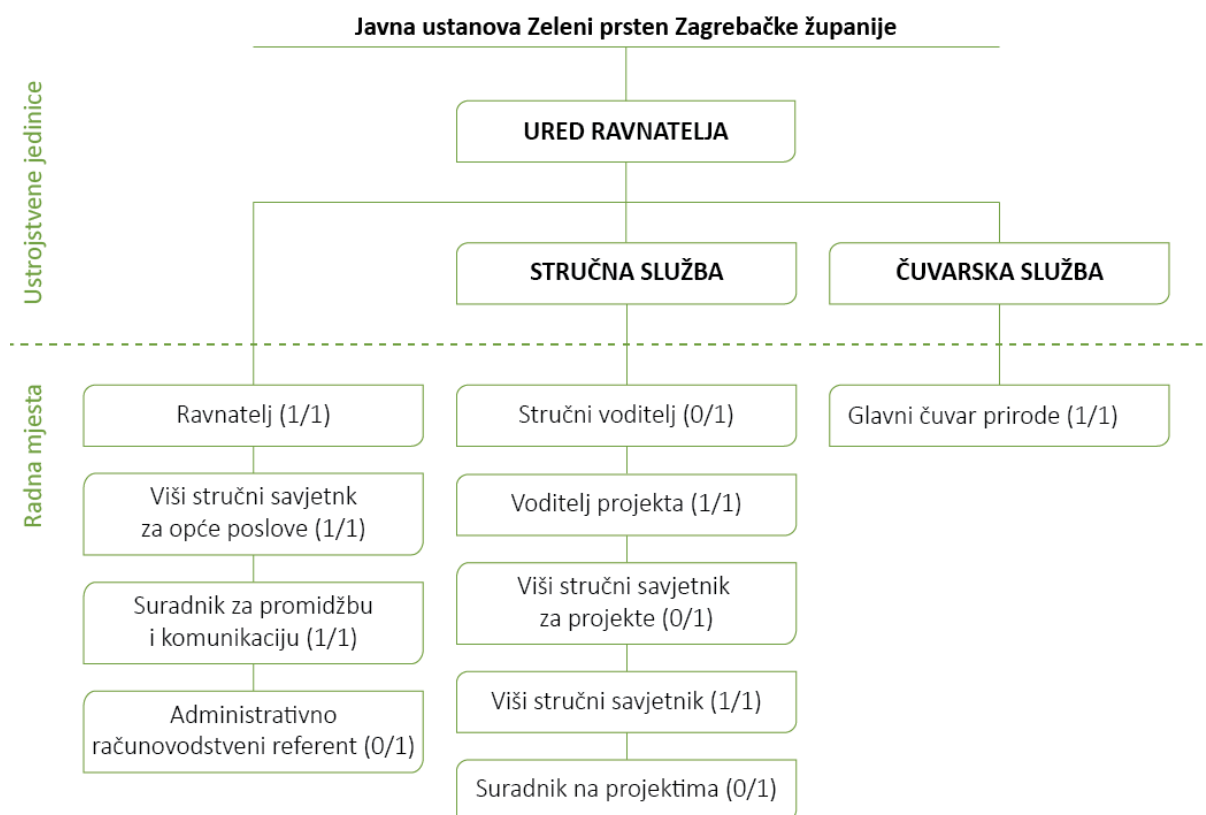 Javna ustanova Zeleni prsten Zagrebačke županije
Ustrojstvene jedinice
URED RAVNATELJA
STRUČNA SLUŽBA
ČUVARSKA SLUŽBA
Radna mjesta
Ravnatelj (1/1)
Viši stručni savjetnk
za opće poslove (1/1)
Suradnik za promidžbu
i komunikaciju (1/1)
Administrativno
računovodstveni referent (0/1)
Stručni voditelj (0/1)
Voditelj projekta (1/1)
Viši stručni savjetnik
za projekte (0/1)
Viši stručni savjetnik (1/1)
Suradnik na projektima (0/1)
Glavni čuvar prirode (1/1)